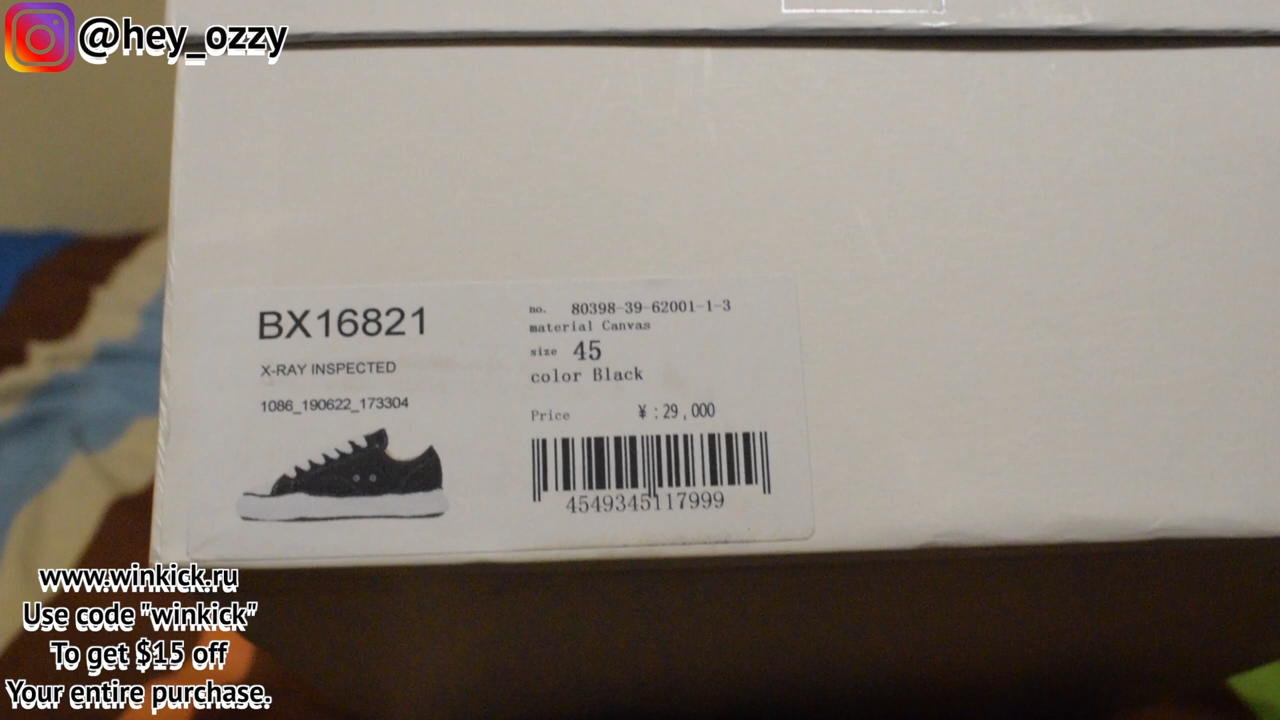 @hey_ozzy
BX16821
X-RAY INSPECTED
1086_190622_173304
no. 80398-39-62001-1-3
material Canvas
size 45
color Black
Price ¥:29,000
4549345117999
www.winkick.ru
Use code "winkick"
To get $15 off
Your entire purchase.